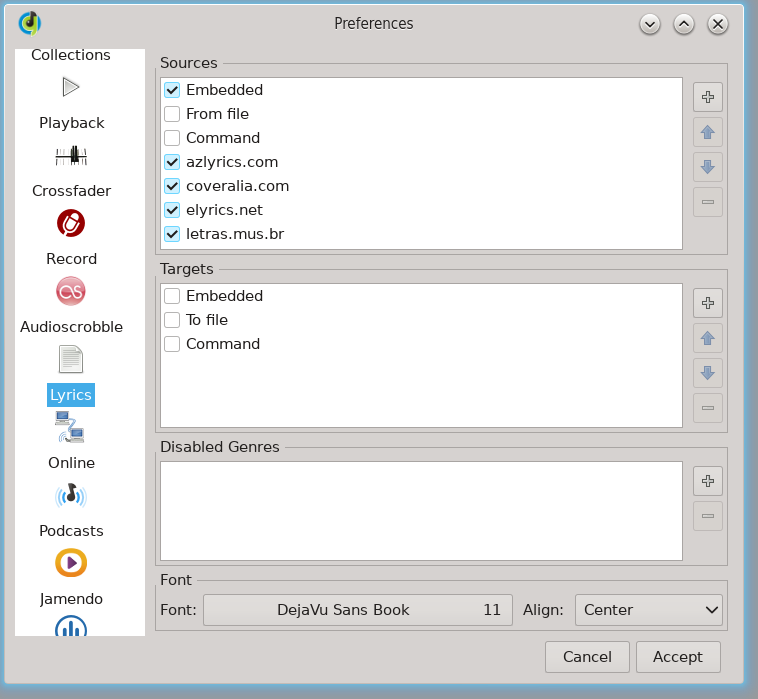 Preferences
Collections
Playback
Crossfader
Record
Audioscrobble
Lyrics
Online
Podcasts
Jamendo
Sources
Embedded
From file
Command
azlyrics.com
coveralia.com
elyrics.net
letras.mus.br
Targets
Embedded
To file
Command
Disabled Genres
Font
Font: DejaVu Sans Book 11 Align: Center
Cancel Accept